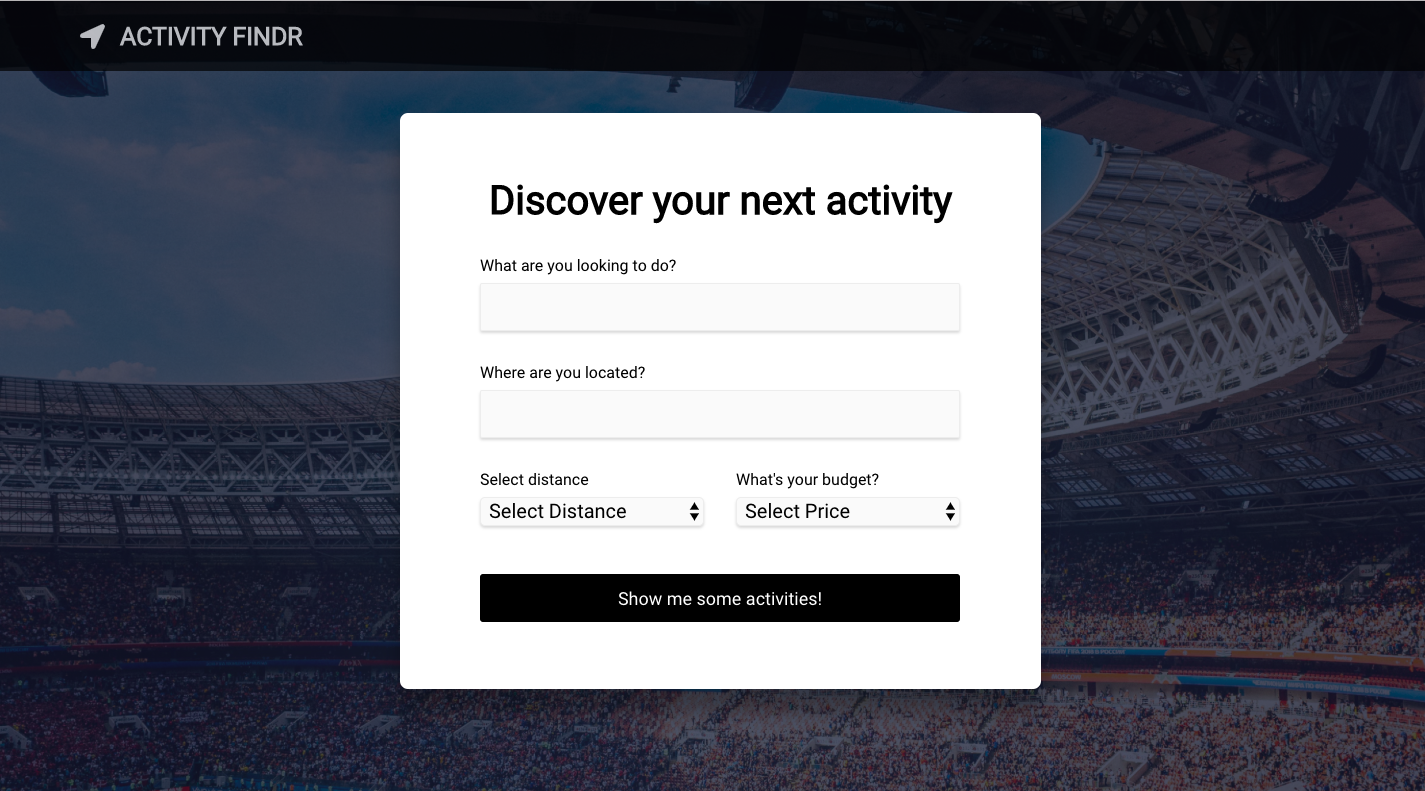 ACTIVITY FINDR
Discover your next activity
What are you looking to do?
Where are you located?
Select distance
Select Distance
What's your budget?
Select Price
Show me some activities!